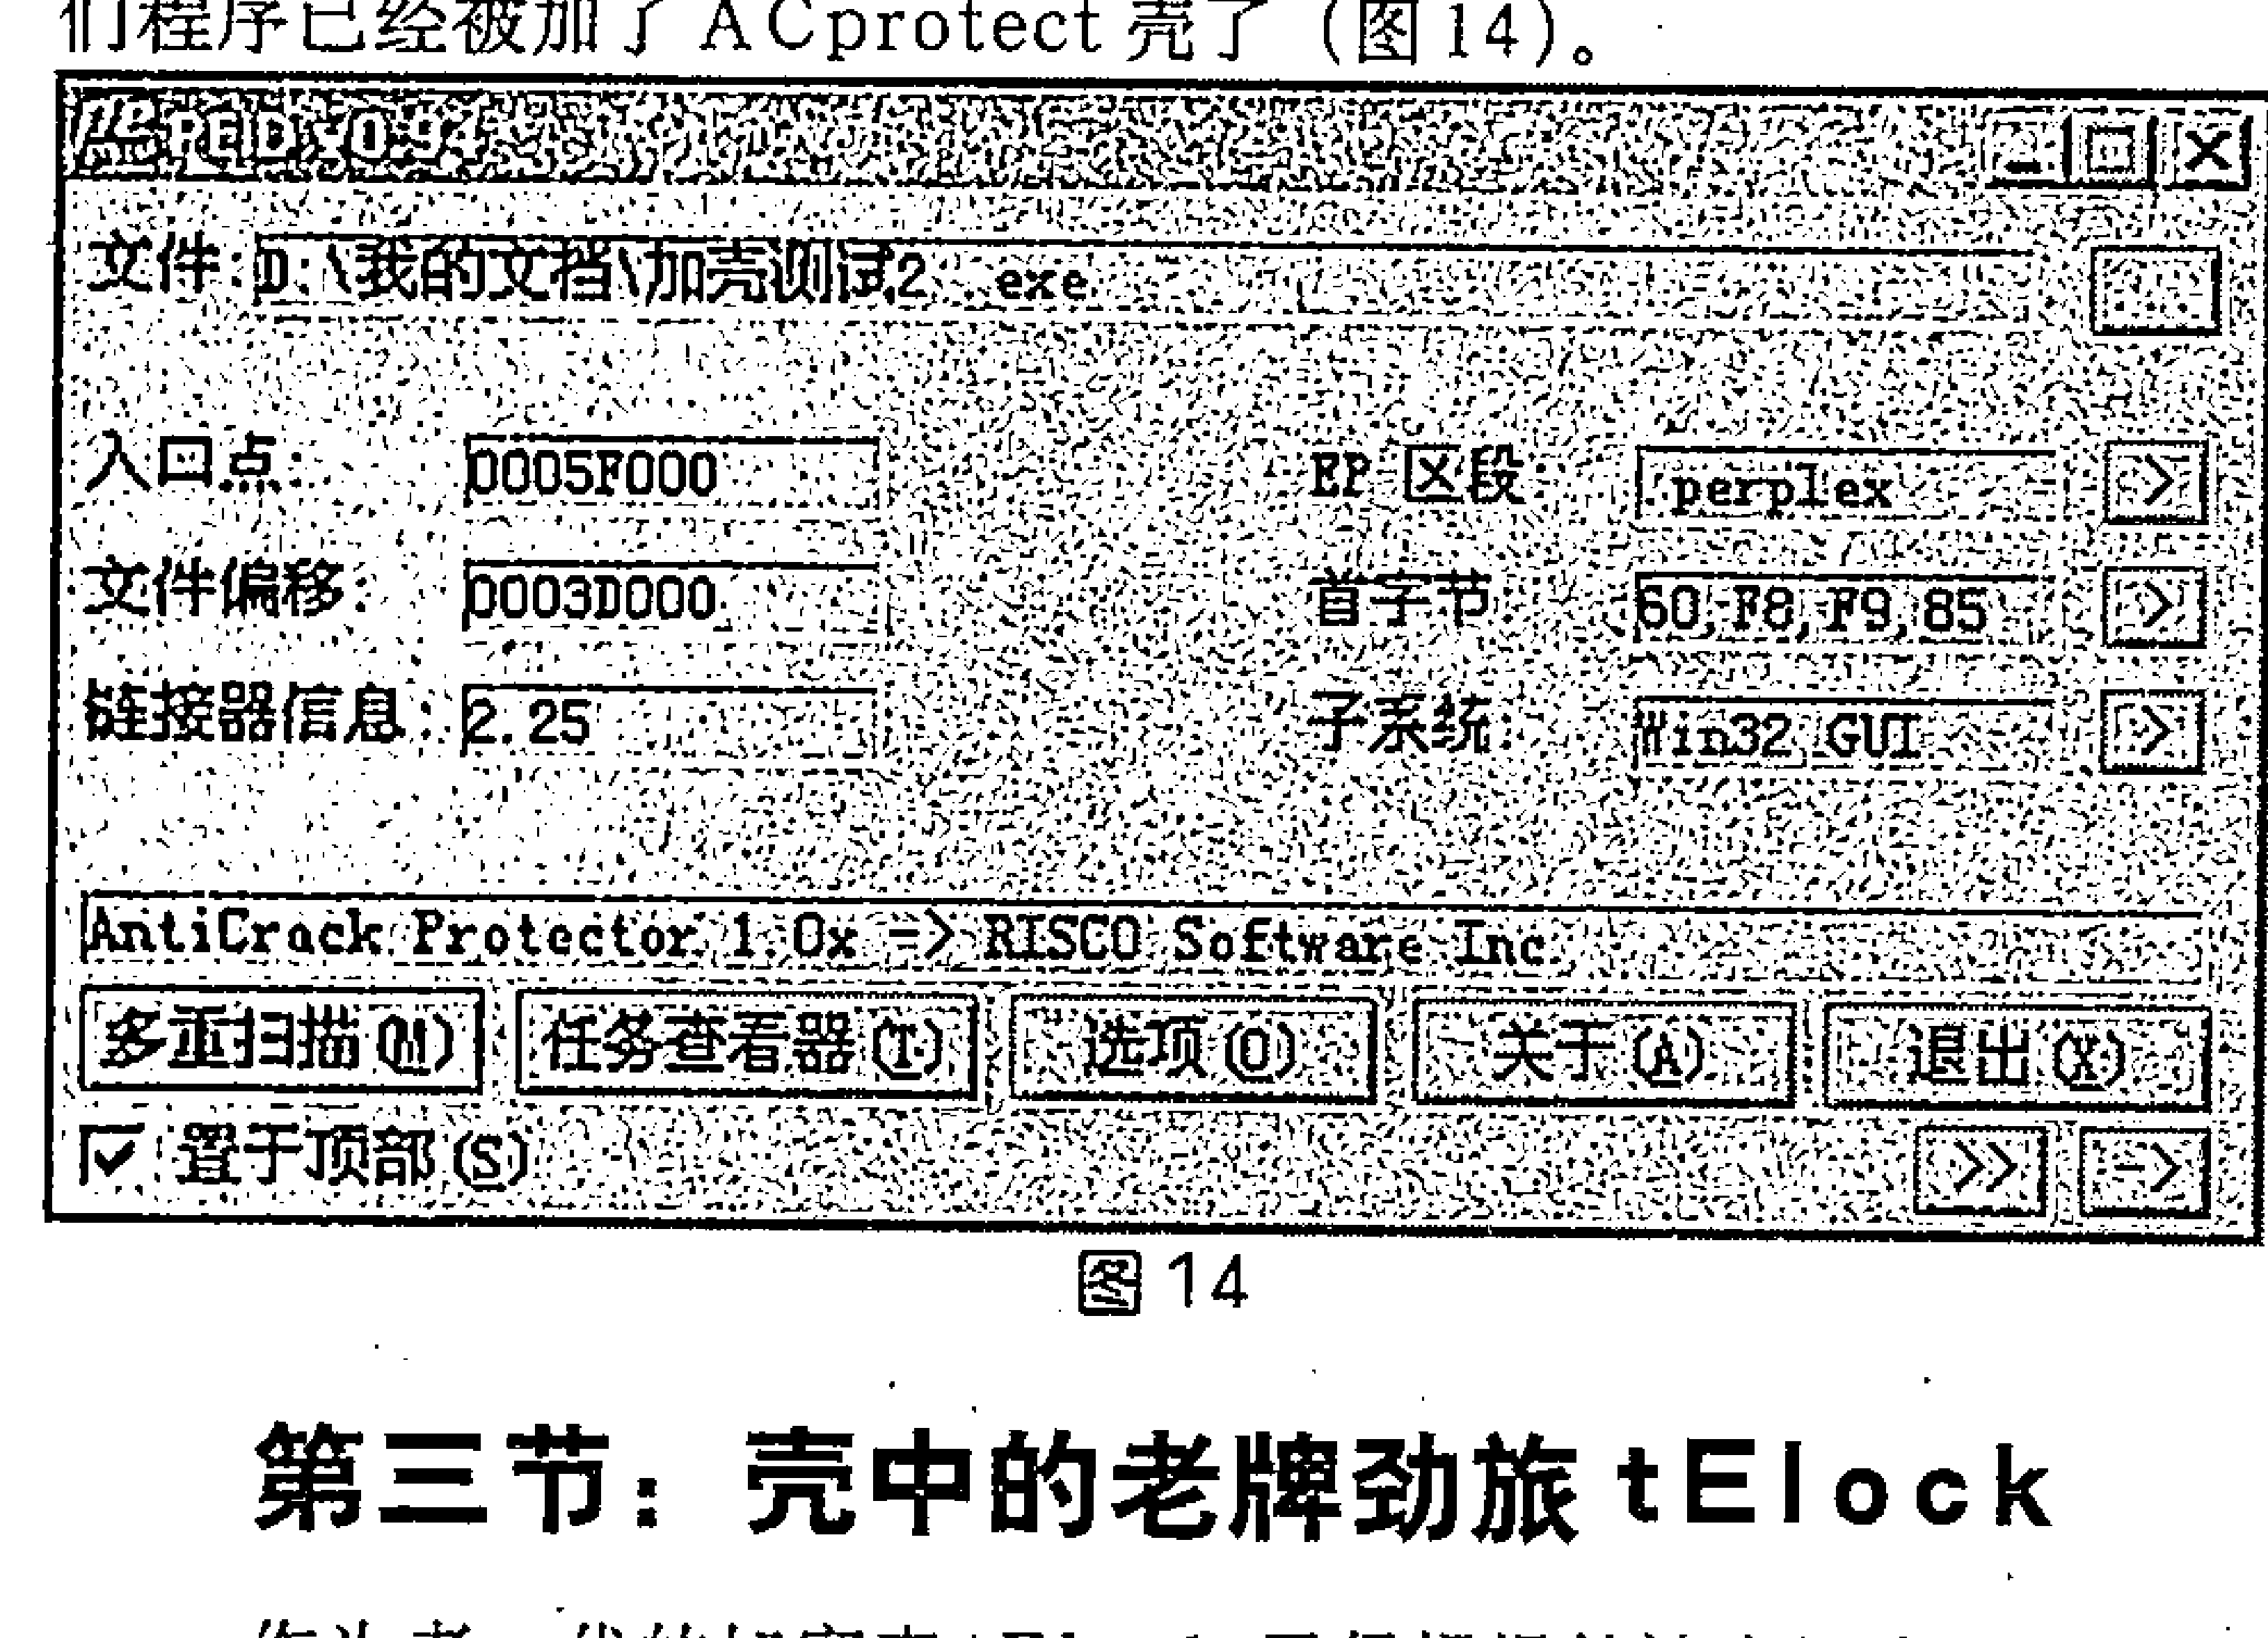 们程序已经被加了ACprotect壳了（图14）。
PEiD v0.94
文件: D:\我的文档\加壳测试2 .exe
入口点: 0005F000 EP 区段: .perplex >
文件偏移: 0003D000 首字节: 60,F8,F9,85 >
链接器信息: 2.25 子系统: Win32 GUI >
AntiCrack Protector 1.0x => RISCO Software Inc.
多重扫描(M) 任务查看器(T) 选项(O) 关于(A) 退出(X)
置于顶部(S) >> ->
图14
第三节：壳中的老牌劲旅tElock